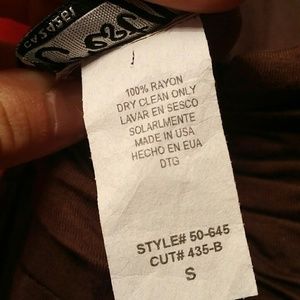 100% RAYON
DRY CLEAN ONLY
LAVAR EN SESCO
SOLARLMENTE
MADE IN USA
HECHO EN EUA
DTG
STYLE# 50-645
CUT# 435-B
S